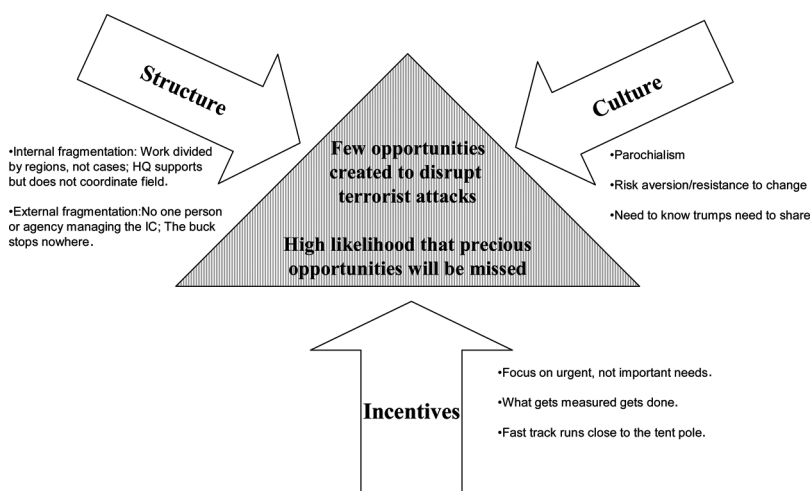 Structure
Culture
•Internal fragmentation: Work divided
by regions, not cases; HQ supports
but does not coordinate field.
•External fragmentation:No one person
or agency managing the IC; The buck
stops nowhere.
Few opportunities
created to disrupt
terrorist attacks
High likelihood that precious
opportunities will be missed
•Parochialism
•Risk aversion/resistance to change
•Need to know trumps need to share
Incentives
•Focus on urgent, not important needs.
•What gets measured gets done.
•Fast track runs close to the tent pole.